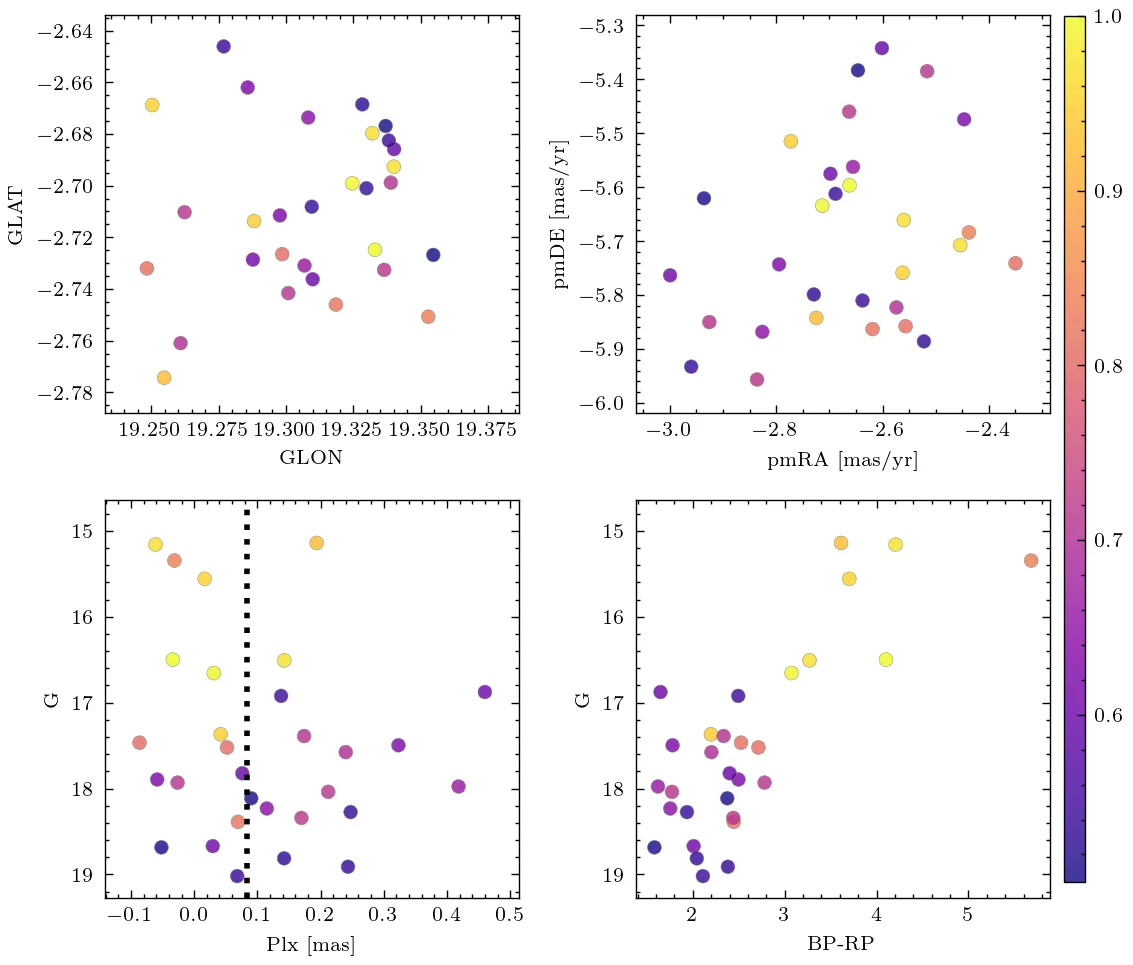 −2.64
−2.66
−2.68
−2.70
−2.72
−2.74
−2.76
−2.78
GLAT
19.250 19.275 19.300 19.325 19.350 19.375
GLON
−5.3
−5.4
−5.5
−5.6
−5.7
−5.8
−5.9
−6.0
pmDE [mas/yr]
−3.0 −2.8 −2.6 −2.4
pmRA [mas/yr]
1.0
0.9
0.8
0.7
0.6
15
16
17
18
19
G
−0.1 0.0 0.1 0.2 0.3 0.4 0.5
Plx [mas]
15
16
17
18
19
G
2 3 4 5
BP-RP